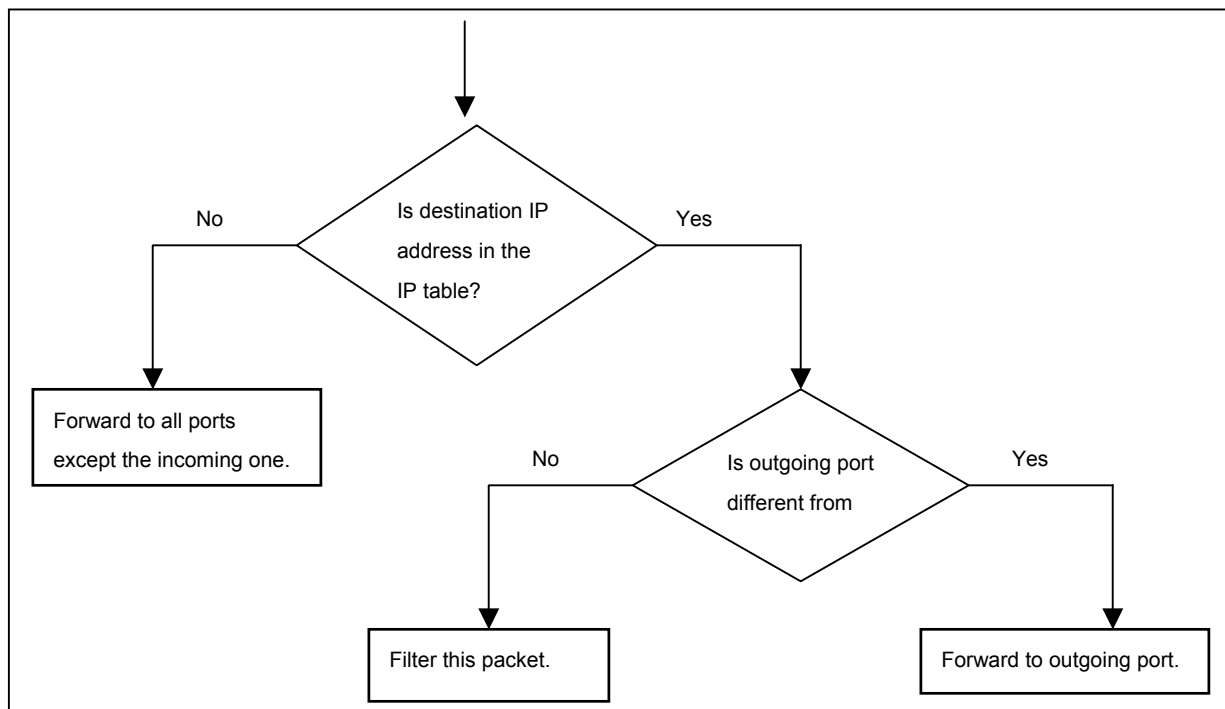 No
Is destination IP
address in the
IP table?
Yes
Forward to all ports
except the incoming one.
No
Is outgoing port
different from
Yes
Filter this packet.
Forward to outgoing port.